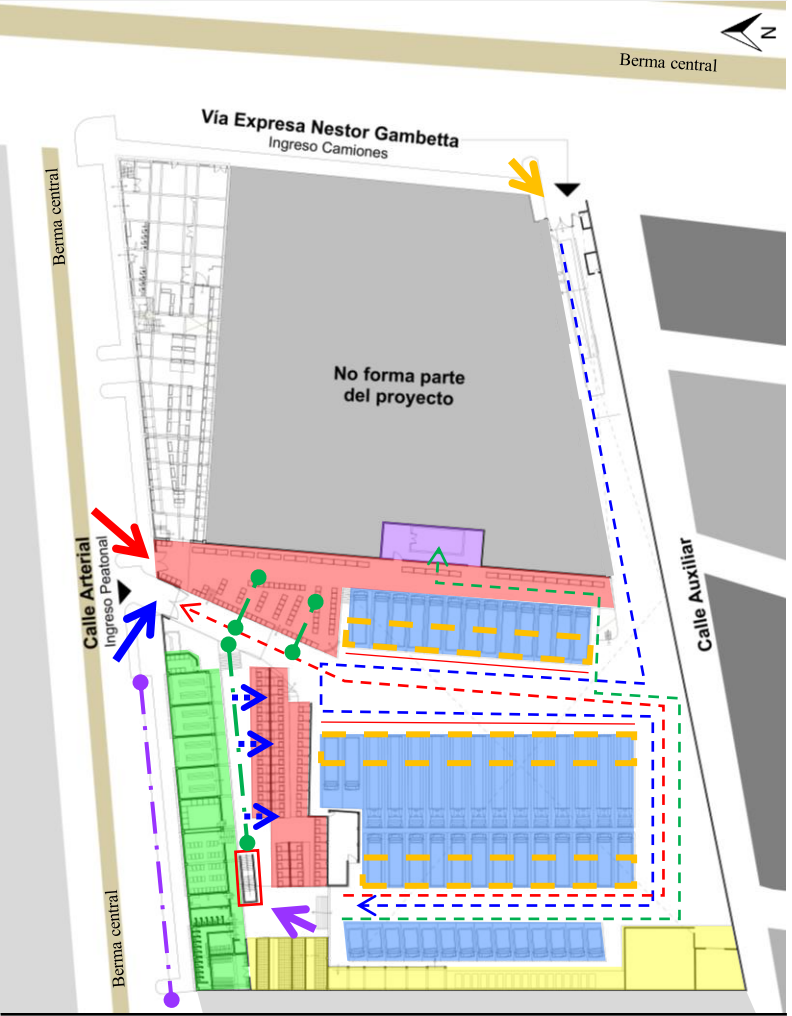 N
Berma central
Vía Expresa Nestor Gambetta
Ingreso Camiones
Berma central
No forma parte
del proyecto
Calle Arterial
Ingreso Peatonal
Calle Auxiliar
Berma central